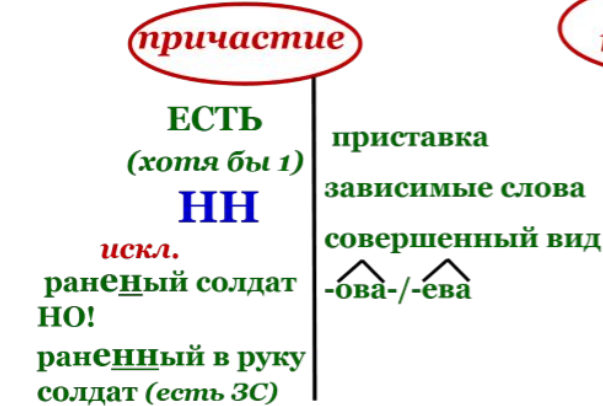 причастие
ЕСТЬ
(хотя бы 1)
НН
искл.
раненый солдат
НО!
раненный в руку
солдат (есть ЗС)
приставка
зависимые слова
совершенный вид
-ова-/-ева